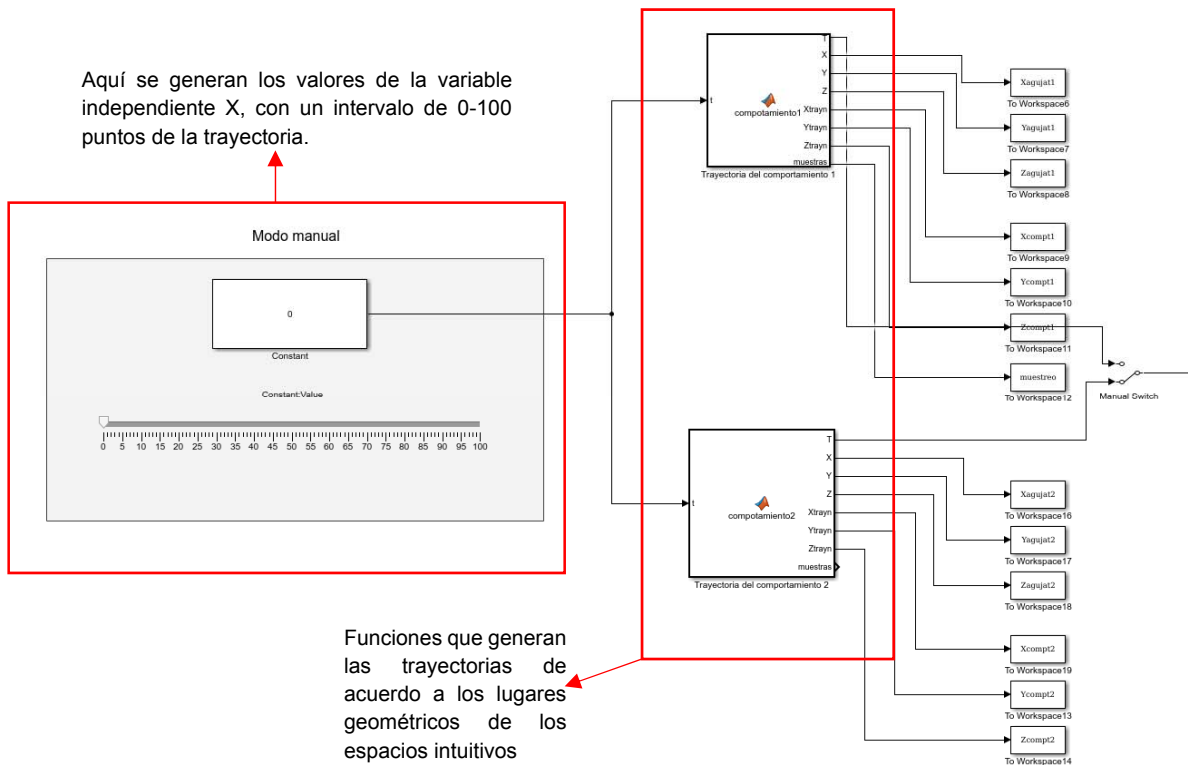 Aquí se generan los valores de la variable
independiente X, con un intervalo de 0-100
puntos de la trayectoria.
Modo manual
0
Constant
Constant:Value
0 5 10 15 20 25 30 35 40 45 50 55 60 65 70 75 80 85 90 95 100
t
compotamiento1
T
X
Y
Z
Xtrayn
Ytrayn
Ztrayn
muestras
Trayectoria del comportamiento 1
Xagujat1
To Workspace6
Yagujat1
To Workspace7
Zagujat1
To Workspace8
Xcompt1
To Workspace9
Ycompt1
To Workspace10
Zcompt1
To Workspace11
muestreo
To Workspace12
Manual Switch
t
compotamiento2
T
X
Y
Z
Xtrayn
Ytrayn
Ztrayn
muestras
Trayectoria del comportamiento 2
Xagujat2
To Workspace16
Yagujat2
To Workspace17
Zagujat2
To Workspace18
Xcompt2
To Workspace19
Ycompt2
To Workspace13
Zcompt2
To Workspace14
Funciones que generan
las trayectorias de
acuerdo a los lugares
geométricos de los
espacios intuitivos